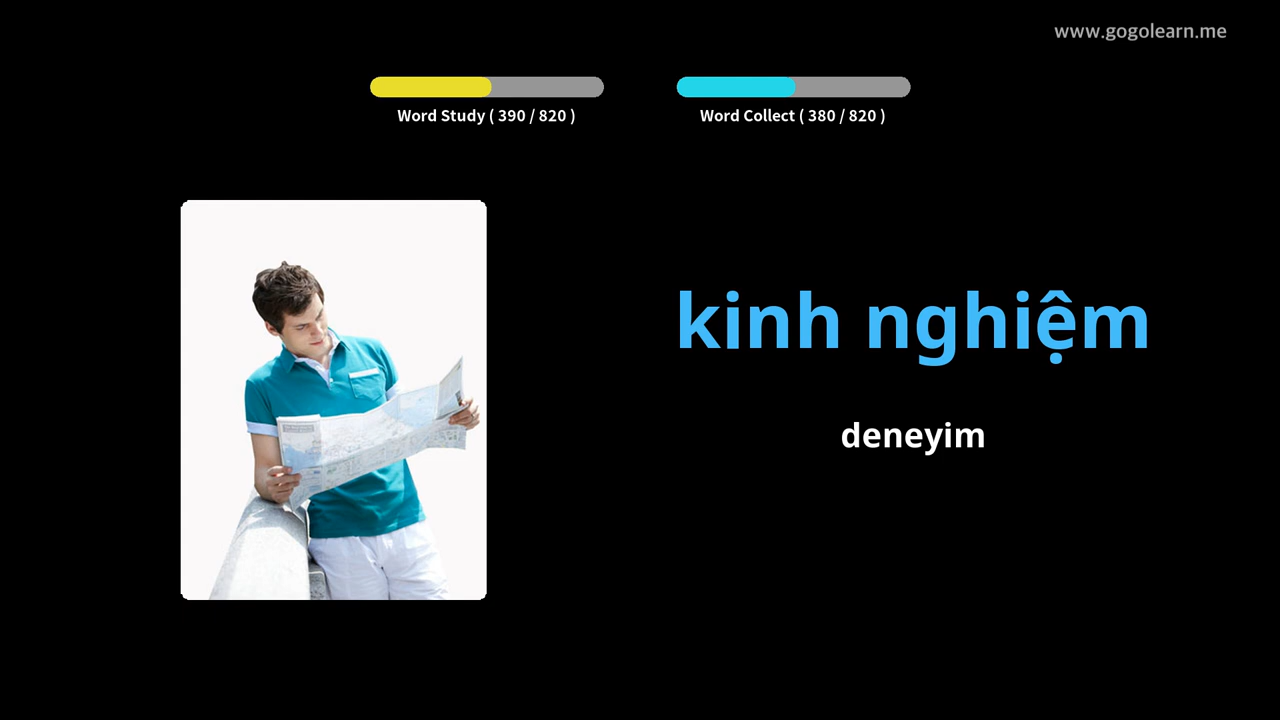 www.gogolearn.me
Word Study ( 390 / 820 )
Word Collect ( 380 / 820 )
kinh nghiệm
deneyim